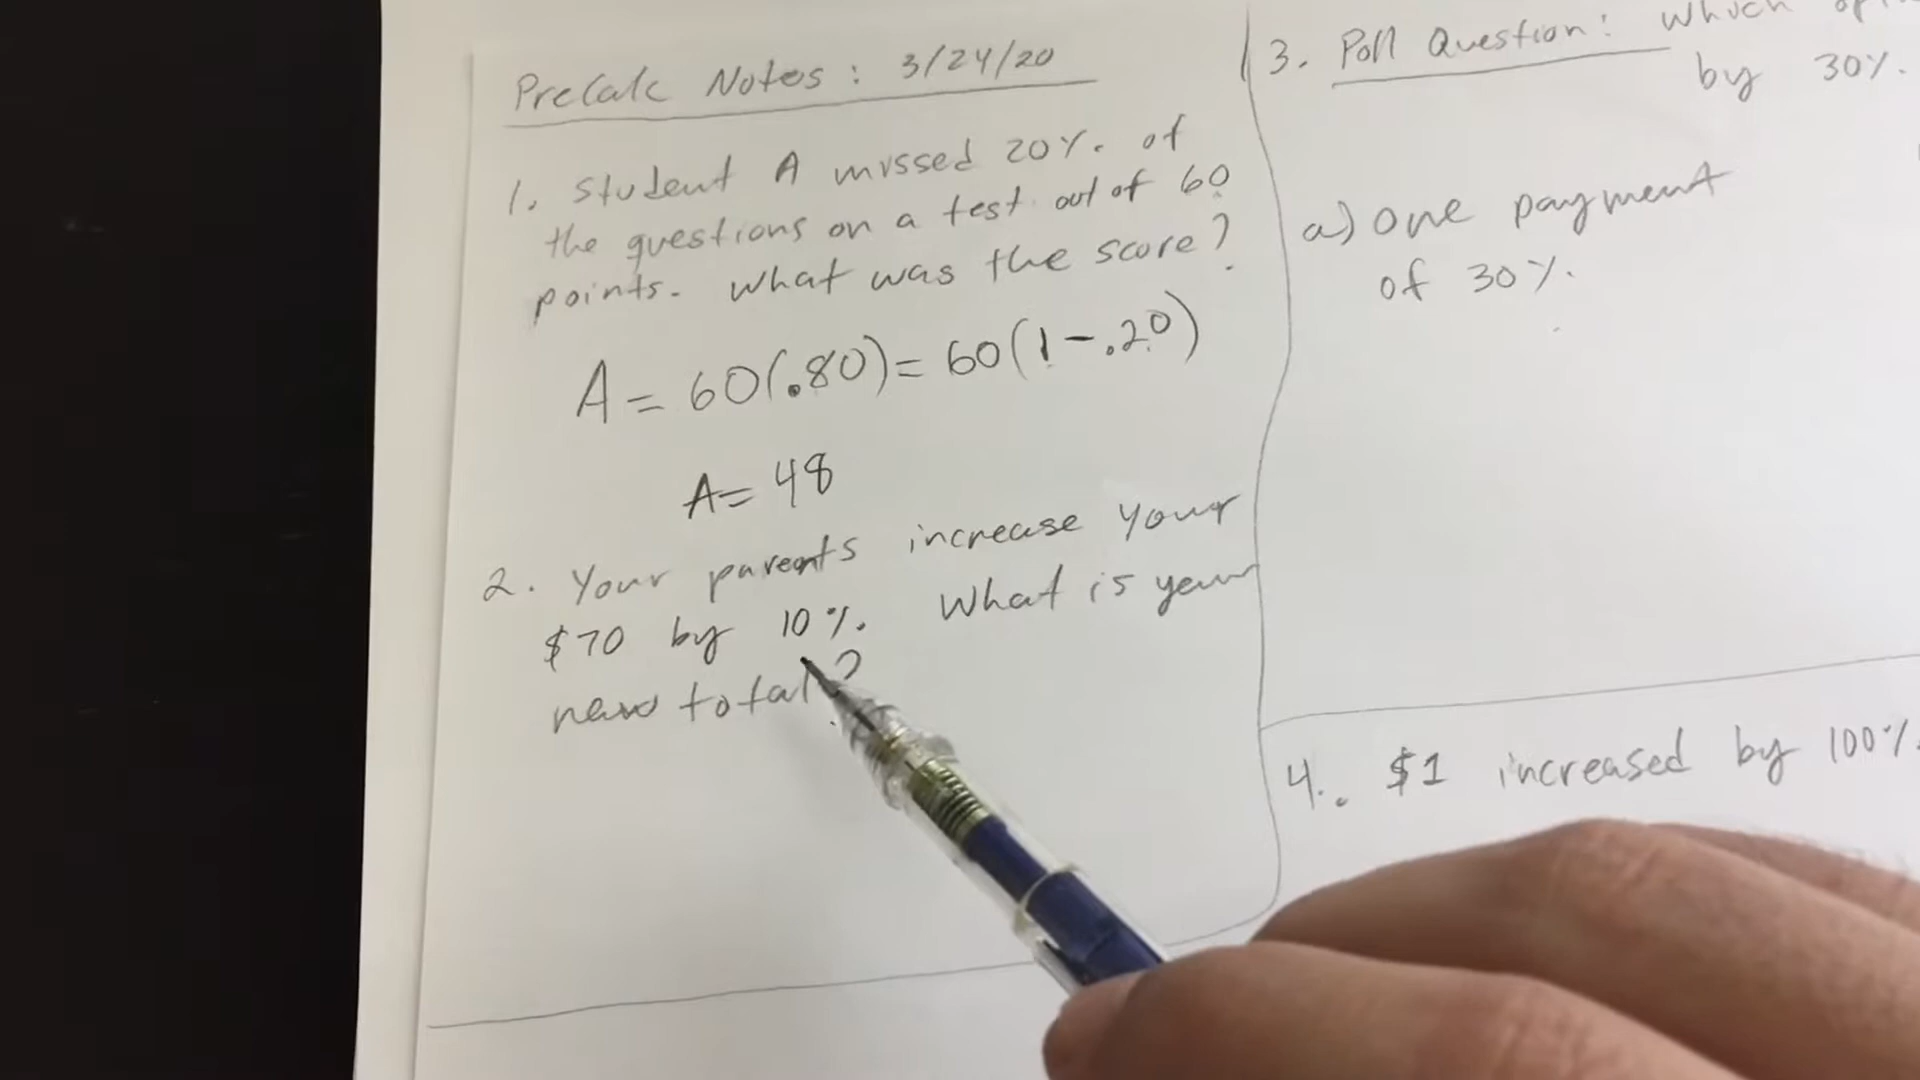 PreCalc Notes: 3/24/20
1. Student A missed 20% of
the questions on a test out of 60
points. What was the score?
A = 60(.80) = 60(1-.20)
A = 48
2. Your parents increase your
$70 by 10%. What is your
new total?
3. Poll Question: Which
by 30%.
a) One payment
of 30%.
4. $1 increased by 100%